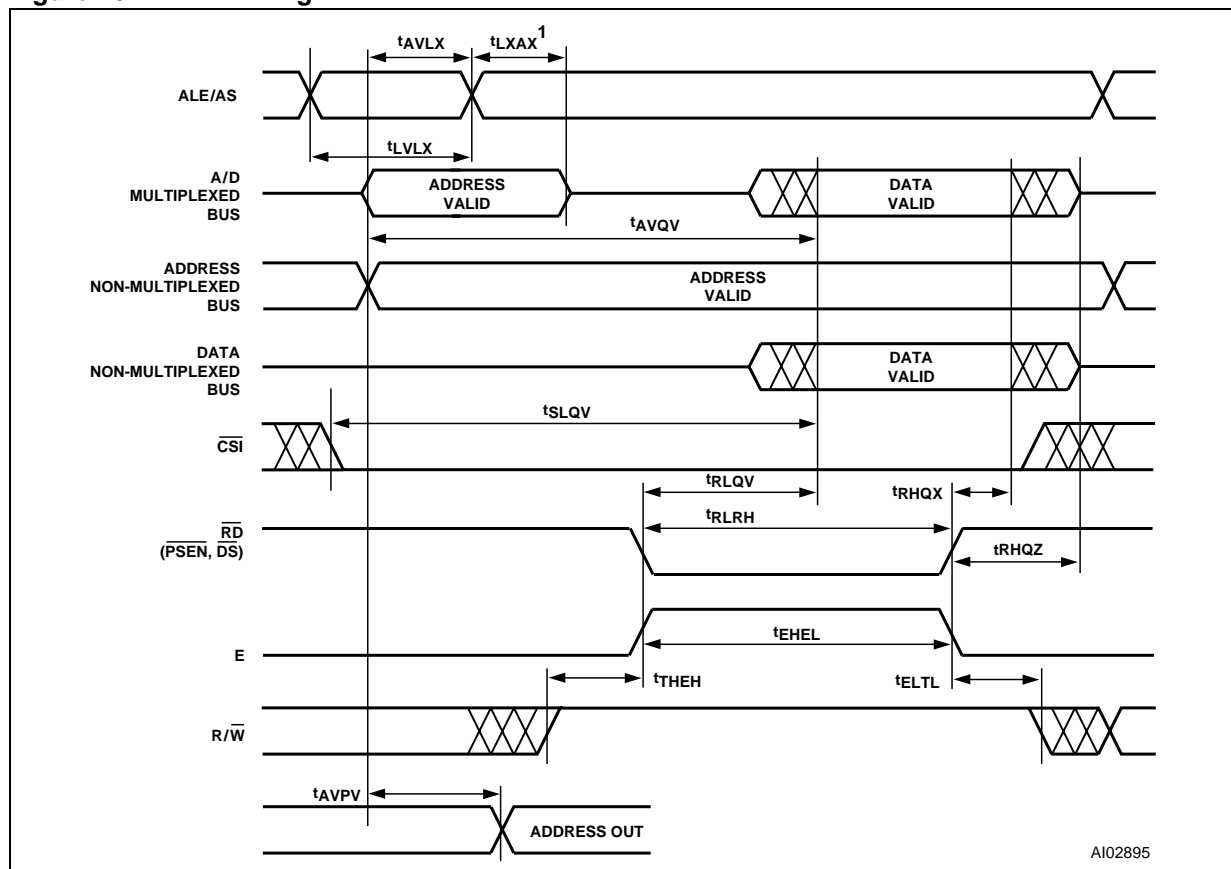 tAVLX
tLXAX 1
ALE/AS
tLVLX
A/D
MULTIPLEXED
BUS
ADDRESS
VALID
DATA
VALID
tAVQV
ADDRESS
NON-MULTIPLEXED
BUS
ADDRESS
VALID
DATA
NON-MULTIPLEXED
BUS
DATA
VALID
tSLQV
CSI
tRLQV
tRHQX
tRLRH
RD
(PSEN, DS)
tRHQZ
tEHEL
E
tTHEH
tELTL
R/W
tAVPV
ADDRESS OUT
AI02895